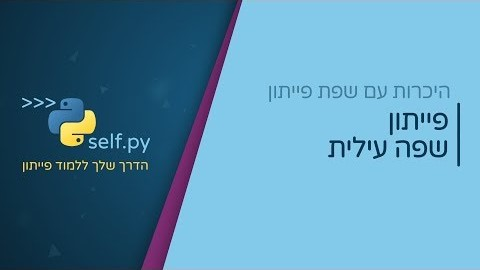 היכרות עם שפת פייתון
פייתון
שפה עילית
>>>
self.py
הדרך שלך ללמוד פייתון